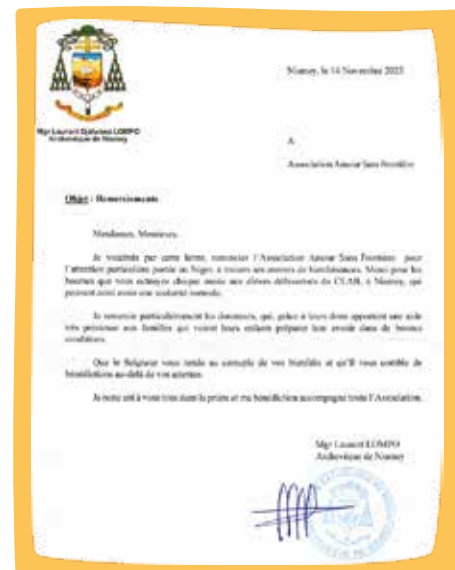 Mgr Laurent Djalwana LOMPO
Archevêque de Niamey
Niamey, le 14 Novembre 2023
A
Association Amour Sans Frontière
Objet : Remerciements
Mesdames, Messieurs,
Je voudrais par cette lettre, remercier l'Association Amour Sans Frontière pour
l'attention particulière portée au Niger, à travers ses œuvres de bienfaisances. Merci pour les
bourses que vous octroyez chaque mois aux élèves défavorisés du CLAB, à Niamey, qui
peuvent ainsi avoir une scolarité normale.
Je remercie particulièrement les donateurs, qui, grâce à leurs dons apportent une aide
très précieuse aux familles qui voient leurs enfants préparer leur avenir dans de bonnes
conditions.
Que le Seigneur vous rende au centuple de vos bienfaits et qu'Il vous comble de
bénédictions au-delà de vos attentes.
Je reste uni à vous tous dans la prière et ma bénédiction accompagne toute l'Association.
Mgr Laurent LOMPO
Archevêque de Niamey